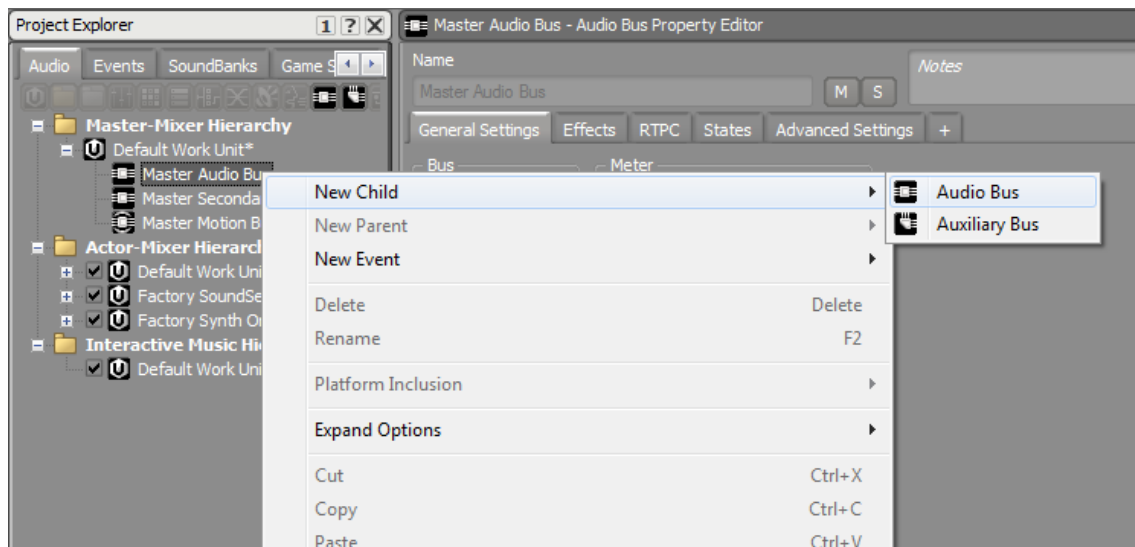 Project Explorer
1 ? X
Master Audio Bus - Audio Bus Property Editor
Audio Events SoundBanks Game S
Name
Notes
Master Audio Bus
M S
General Settings Effects RTPC States Advanced Settings +
Bus
Meter
Master-Mixer Hierarchy
Default Work Unit*
Master Audio Bu
Master Seconda
Master Motion B
Actor-Mixer Hierarch
Default Work Uni
Factory SoundSe
Factory Synth O
Interactive Music Hi
Default Work Uni
New Child
New Parent
New Event
Delete Delete
Rename F2
Platform Inclusion
Expand Options
Cut Ctrl+X
Copy Ctrl+C
Paste Ctrl+V
Audio Bus
Auxiliary Bus